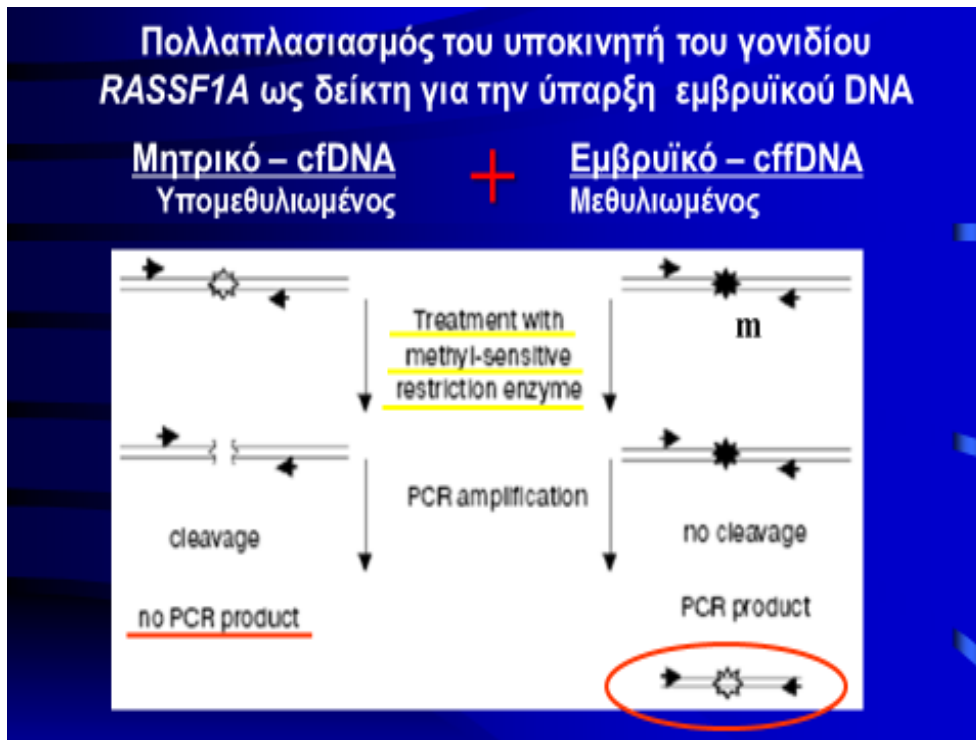 Πολλαπλασιασμός του υποκινητή του γονιδίου
RASSF1A ως δείκτη για την ύπαρξη εμβρυϊκού DNA
Μητρικό – cfDNA + Εμβρυϊκό – cffDNA
Υπομεθυλιωμένος Μεθυλιωμένος
Treatment with
methyl-sensitive
restriction enzyme
m
PCR amplification
cleavage
no cleavage
no PCR product
PCR product